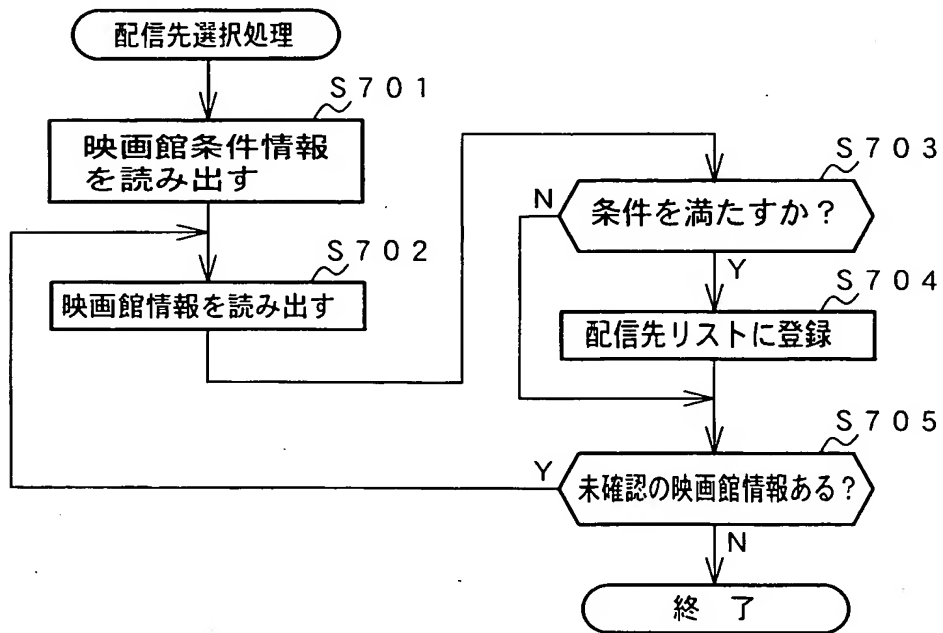 配信先選択処理
S701
映画館条件情報
を読み出す
S702
映画館情報を読み出す
S703
N
条件を満たすか?
Y
S704
配信先リストに登録
S705
Y
未確認の映画館情報ある?
N
終 了